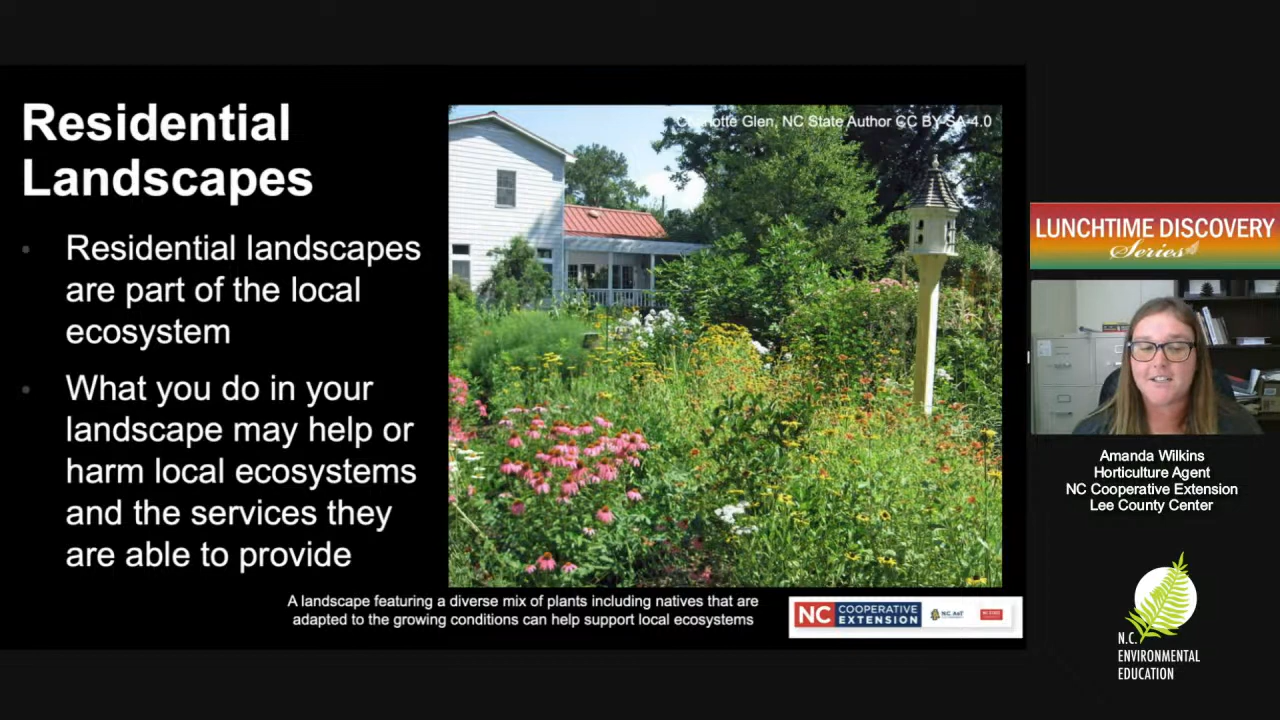 Residential
Landscapes
Residential landscapes
are part of the local
ecosystem
What you do in your
landscape may help or
harm local ecosystems
and the services they
are able to provide
Charlotte Glen, NC State Author CC BY-SA-4.0
A landscape featuring a diverse mix of plants including natives that are
adapted to the growing conditions can help support local ecosystems
NC COOPERATIVE
EXTENSION
LUNCHTIME DISCOVERY
Series
Amanda Wilkins
Horticulture Agent
NC Cooperative Extension
Lee County Center
N.C.
ENVIRONMENTAL
EDUCATION